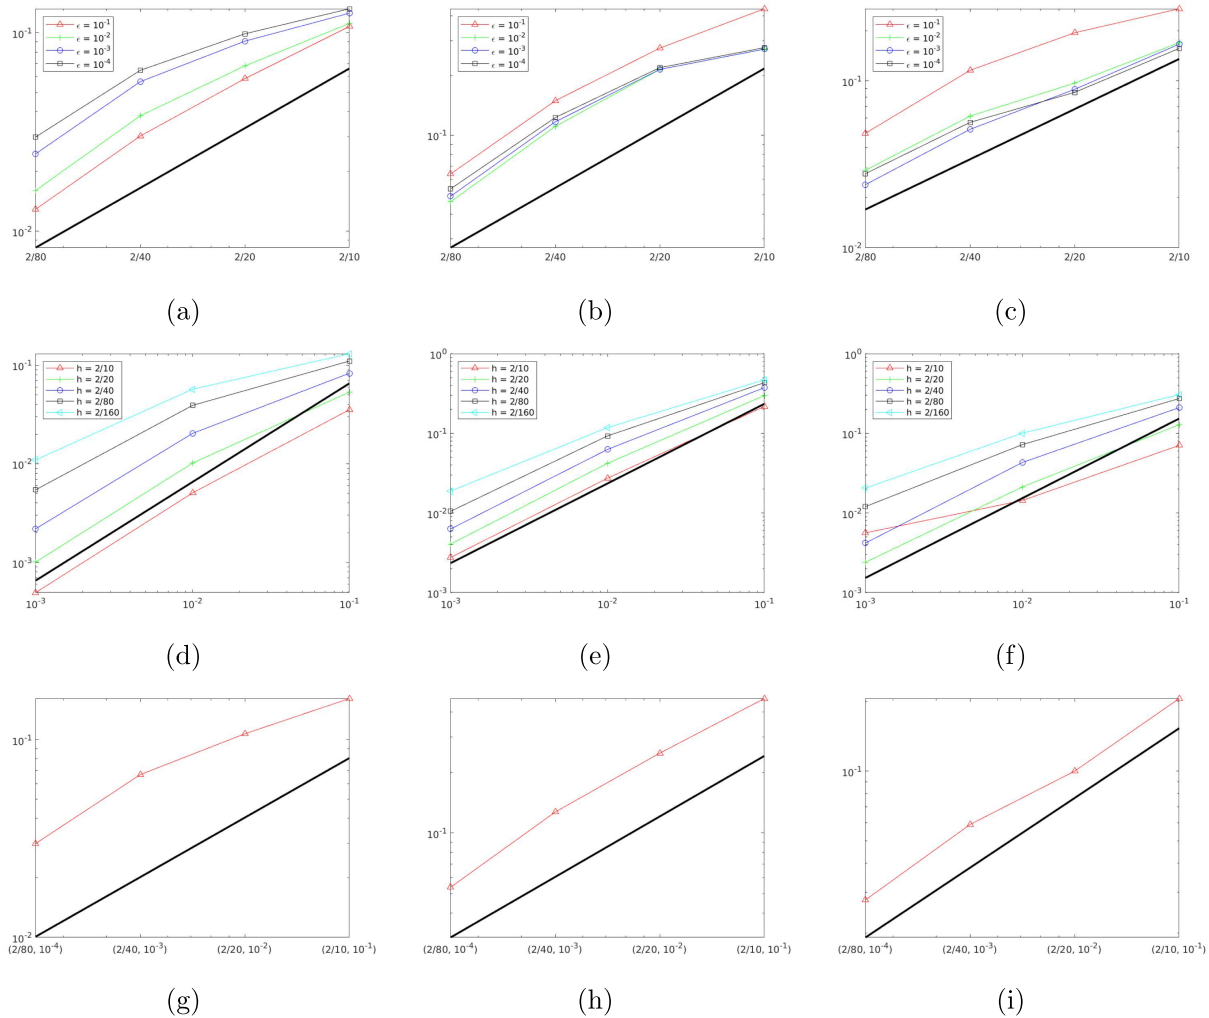 10⁻¹
10⁻²
ϵ = 10⁻¹
ϵ = 10⁻²
ϵ = 10⁻³
ϵ = 10⁻⁴
2/80 2/40 2/20 2/10
(a)
10⁻¹
ϵ = 10⁻¹
ϵ = 10⁻²
ϵ = 10⁻³
ϵ = 10⁻⁴
2/80 2/40 2/20 2/10
(b)
10⁻¹
10⁻²
ϵ = 10⁻¹
ϵ = 10⁻²
ϵ = 10⁻³
ϵ = 10⁻⁴
2/80 2/40 2/20 2/10
(c)
10⁻¹
10⁻²
10⁻³
h = 2/10
h = 2/20
h = 2/40
h = 2/80
h = 2/160
10⁻³ 10⁻² 10⁻¹
(d)
10⁰
10⁻¹
10⁻²
10⁻³
h = 2/10
h = 2/20
h = 2/40
h = 2/80
h = 2/160
10⁻³ 10⁻² 10⁻¹
(e)
10⁰
10⁻¹
10⁻²
10⁻³
h = 2/10
h = 2/20
h = 2/40
h = 2/80
h = 2/160
10⁻³ 10⁻² 10⁻¹
(f)
10⁻¹
10⁻²
(2/80, 10⁻⁴) (2/40, 10⁻³) (2/20, 10⁻²) (2/10, 10⁻¹)
(g)
10⁻¹
(2/80, 10⁻⁴) (2/40, 10⁻³) (2/20, 10⁻²) (2/10, 10⁻¹)
(h)
10⁻¹
(2/80, 10⁻⁴) (2/40, 10⁻³) (2/20, 10⁻²) (2/10, 10⁻¹)
(i)